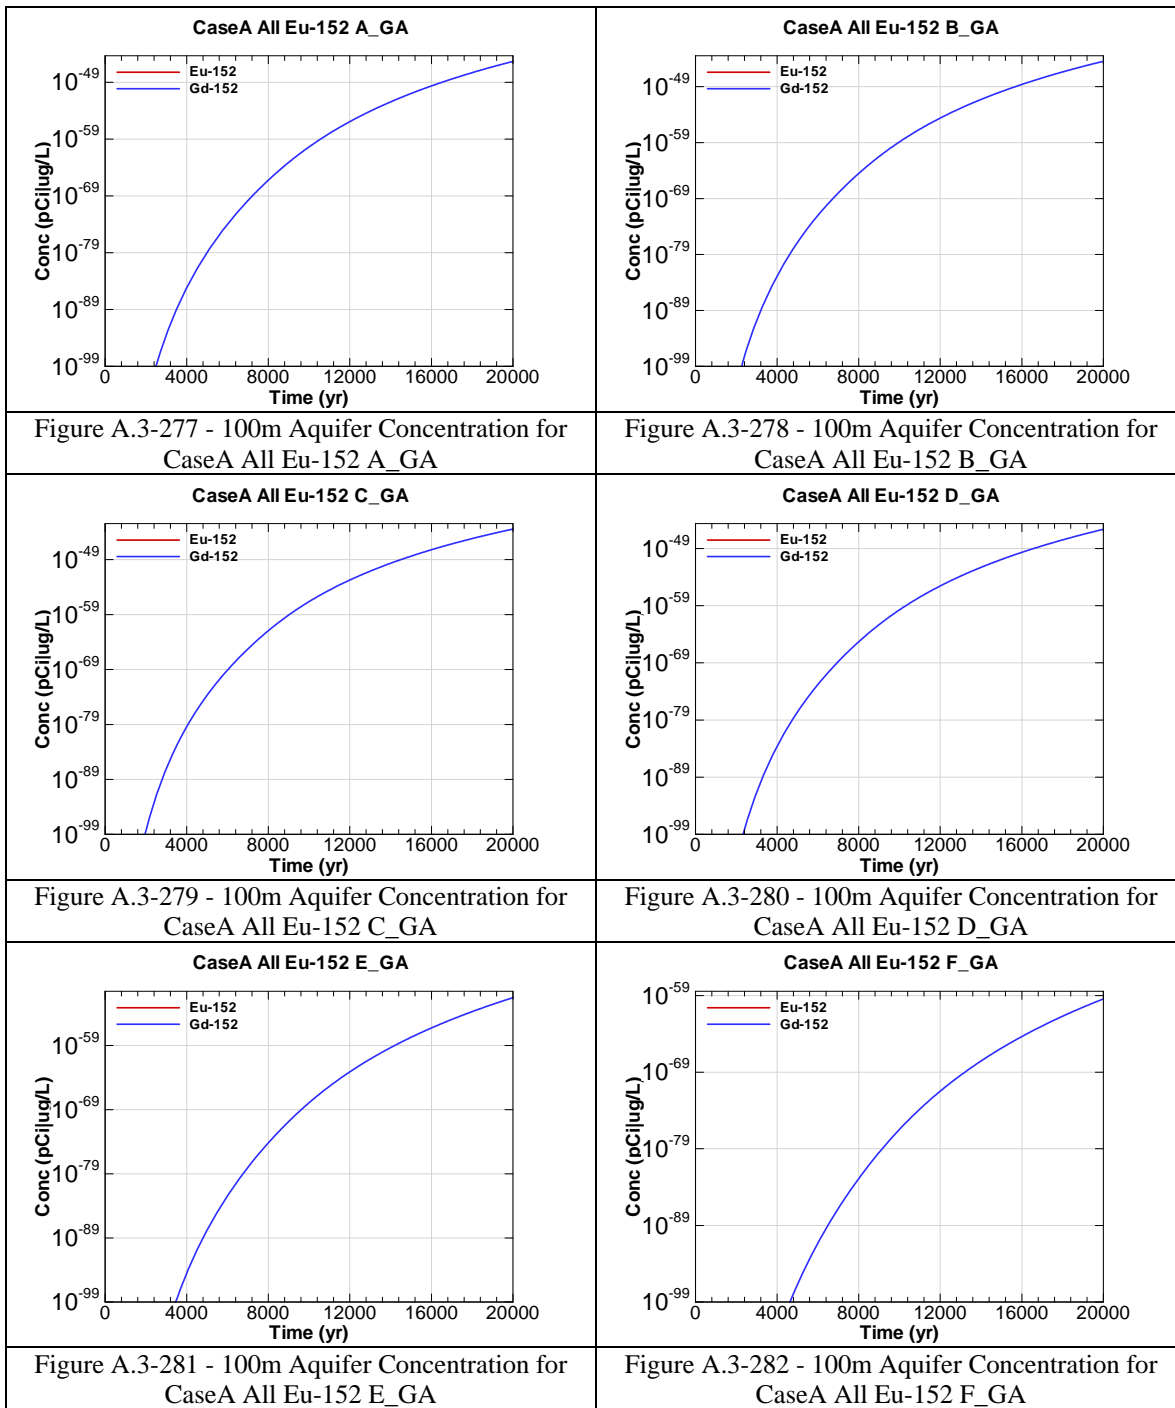 CaseA All Eu-152 A_GA
Eu-152
Gd-152
Conc (pCi|ug/L)
10-49
10-59
10-69
10-79
10-89
10-99
0 4000 8000 12000 16000 20000
Time (yr)
Figure A.3-277 - 100m Aquifer Concentration for
CaseA All Eu-152 A_GA
CaseA All Eu-152 B_GA
Eu-152
Gd-152
Conc (pCi|ug/L)
10-49
10-59
10-69
10-79
10-89
10-99
0 4000 8000 12000 16000 20000
Time (yr)
Figure A.3-278 - 100m Aquifer Concentration for
CaseA All Eu-152 B_GA
CaseA All Eu-152 C_GA
Eu-152
Gd-152
Conc (pCi|ug/L)
10-49
10-59
10-69
10-79
10-89
10-99
0 4000 8000 12000 16000 20000
Time (yr)
Figure A.3-279 - 100m Aquifer Concentration for
CaseA All Eu-152 C_GA
CaseA All Eu-152 D_GA
Eu-152
Gd-152
Conc (pCi|ug/L)
10-49
10-59
10-69
10-79
10-89
10-99
0 4000 8000 12000 16000 20000
Time (yr)
Figure A.3-280 - 100m Aquifer Concentration for
CaseA All Eu-152 D_GA
CaseA All Eu-152 E_GA
Eu-152
Gd-152
Conc (pCi|ug/L)
10-59
10-69
10-79
10-89
10-99
0 4000 8000 12000 16000 20000
Time (yr)
Figure A.3-281 - 100m Aquifer Concentration for
CaseA All Eu-152 E_GA
CaseA All Eu-152 F_GA
Eu-152
Gd-152
Conc (pCi|ug/L)
10-59
10-69
10-79
10-89
10-99
0 4000 8000 12000 16000 20000
Time (yr)
Figure A.3-282 - 100m Aquifer Concentration for
CaseA All Eu-152 F_GA